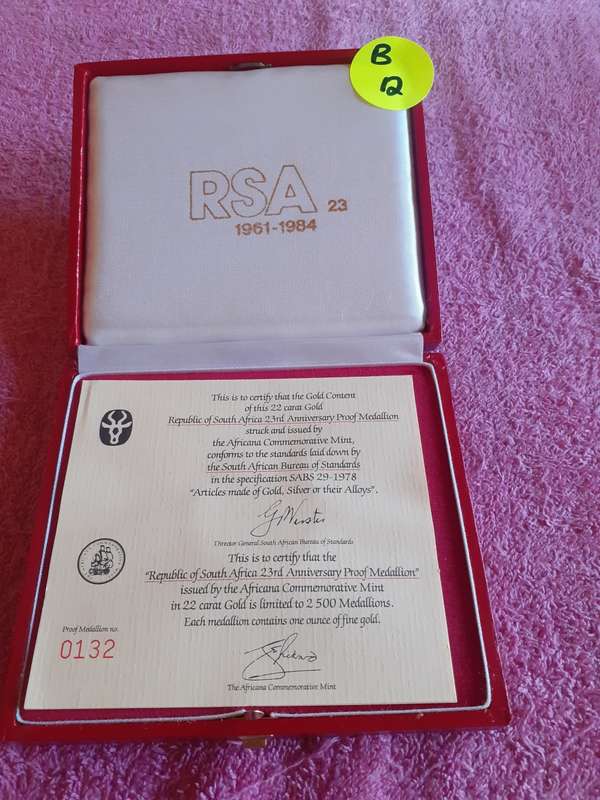 B
12
RSA 23
1961-1984
This is to certify that the Gold Content
of this 22 carat Gold
Republic of South Africa 23rd Anniversary Proof Medallion
struck and issued by
the Africana Commemorative Mint,
conforms to the standards laid down by
the South African Bureau of Standards
in the specification SABS 29-1978
"Articles made of Gold, Silver or their Alloys".
Director General South African Bureau of Standards
This is to certify that the
"Republic of South Africa 23rd Anniversary Proof Medallion"
issued by the Africana Commemorative Mint
in 22 carat Gold is limited to 2 500 Medallions.
Each medallion contains one ounce of fine gold.
Proof Medallion no.
0132
The Africana Commemorative Mint